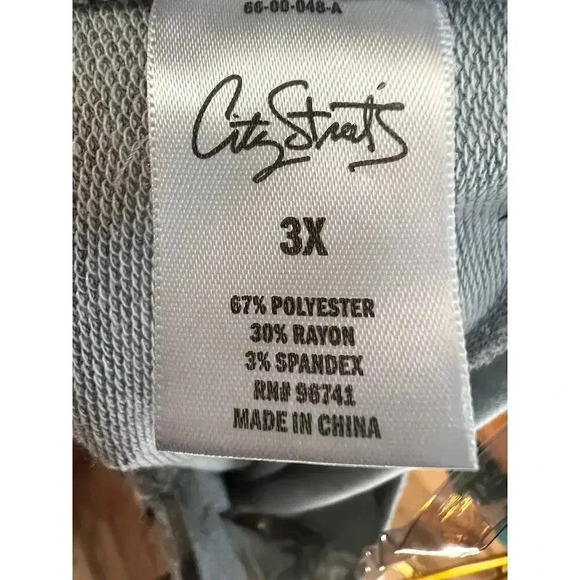 66-00-048-A
City Streets
3X
67% POLYESTER
30% RAYON
3% SPANDEX
RN# 96741
MADE IN CHINA